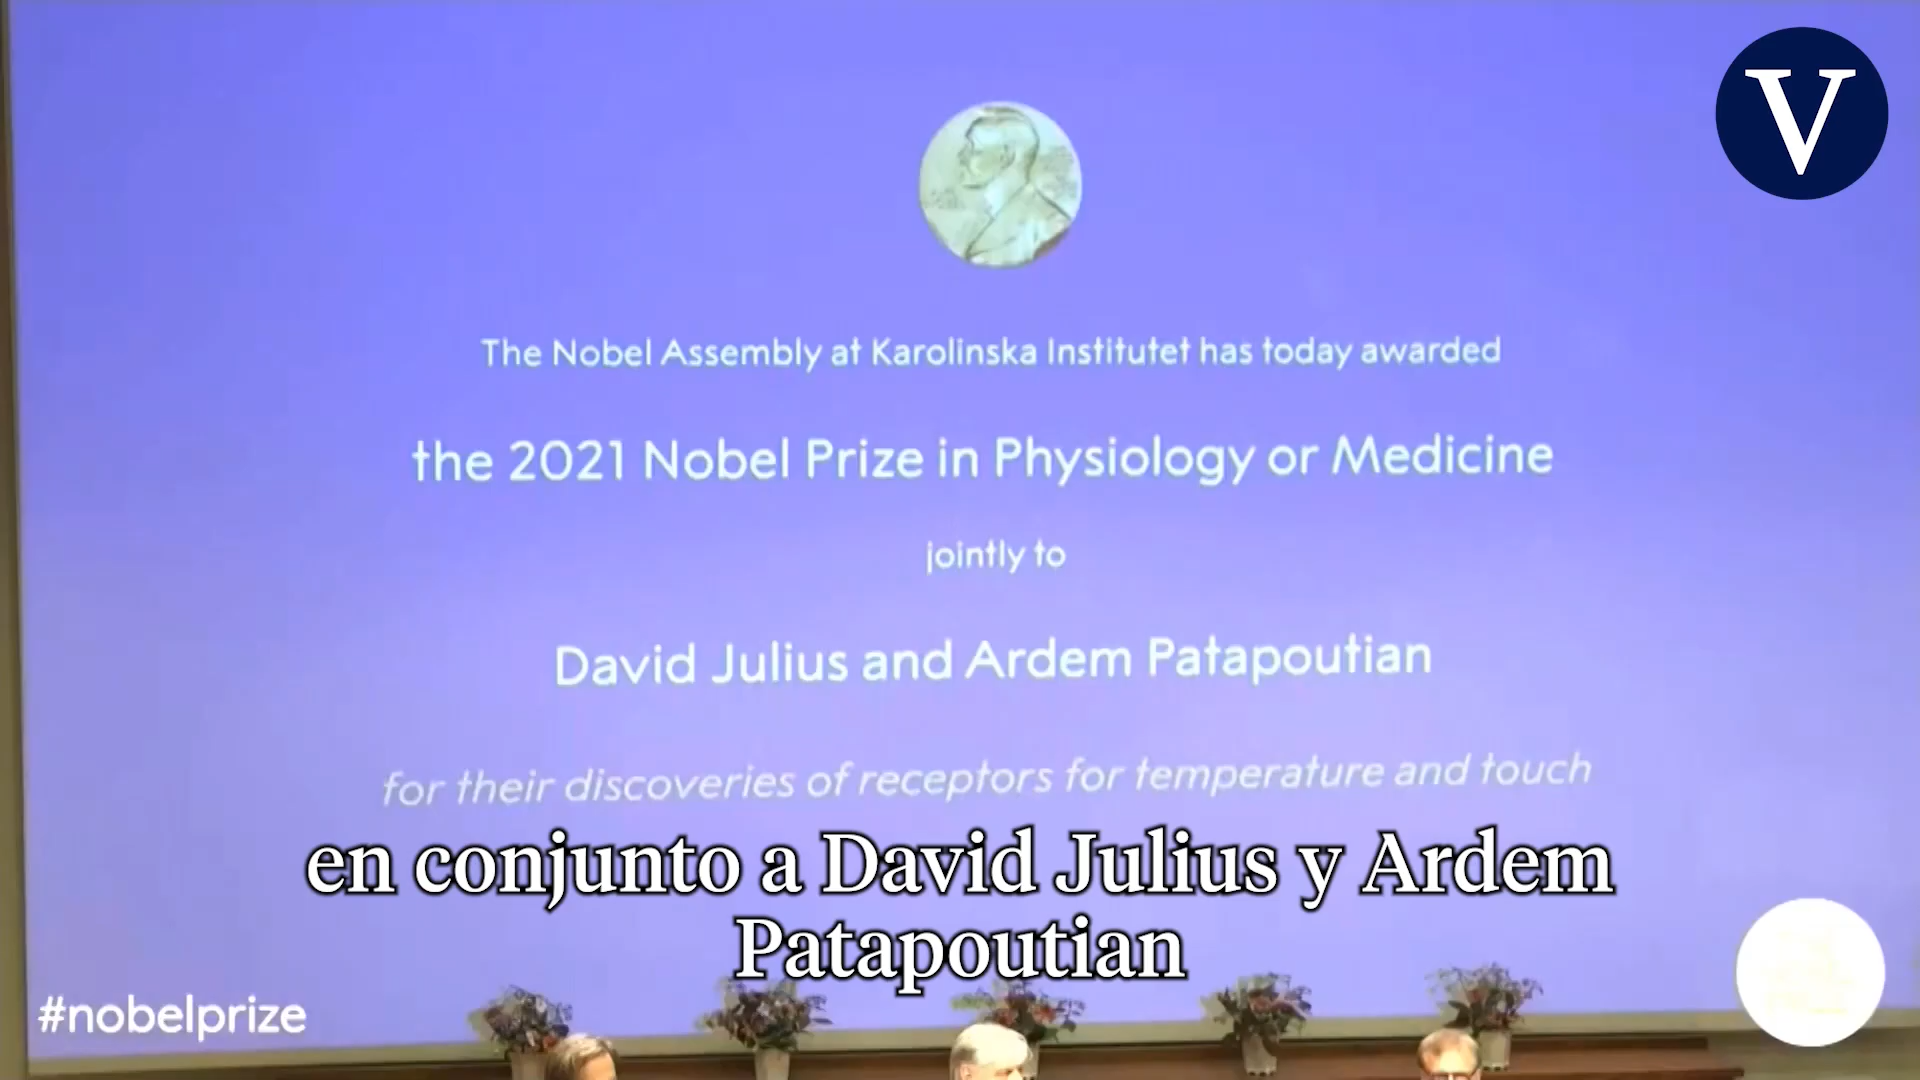 V
The Nobel Assembly at Karolinska Institutet has today awarded
the 2021 Nobel Prize in Physiology or Medicine
jointly to
David Julius and Ardem Patapoutian
for their discoveries of receptors for temperature and touch
en conjunto a David Julius y Ardem
Patapoutian
#nobelprize